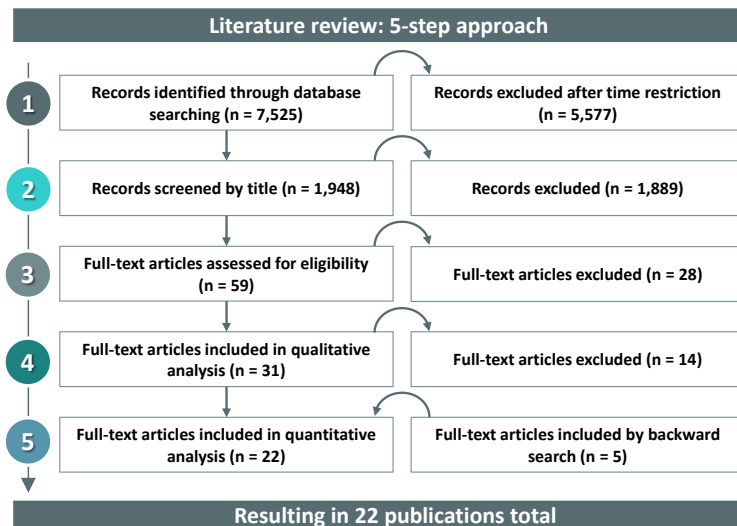 Literature review: 5-step approach
1
Records identified through database
searching (n = 7,525)
Records excluded after time restriction
(n = 5,577)
2
Records screened by title (n = 1,948)
Records excluded (n = 1,889)
3
Full-text articles assessed for eligibility
(n = 59)
Full-text articles excluded (n = 28)
4
Full-text articles included in qualitative
analysis (n = 31)
Full-text articles excluded (n = 14)
5
Full-text articles included in quantitative
analysis (n = 22)
Full-text articles included by backward
search (n = 5)
Resulting in 22 publications total